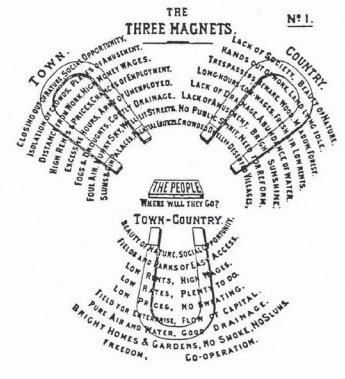 THE
THREE MAGNETS.
Nº 1.
TOWN.
CLOSING OUT OF NATURE. SOCIAL OPPORTUNITY.
ISOLATION OF CROWDS. PLACES OF AMUSEMENT.
DISTANCE FROM WORK. HIGH MONEY WAGES.
HIGH RENTS & PRICES. CHANCES OF EMPLOYMENT.
EXCESSIVE HOURS. ARMY OF UNEMPLOYED.
FOGS & DROUGHTS. COSTLY DRAINAGE.
FOUL AIR. MURKY SKY. WELL LIT STREETS.
SLUMS & GIN PALACES. PALATIAL EDIFICES.
COUNTRY.
LACK OF SOCIETY. BEAUTY OF NATURE.
HANDS OUT OF WORK. LAND LYING IDLE.
TRESPASSERS BEWARE. WOOD, MEADOW, FOREST.
LONG HOURS. LOW WAGES. FRESH AIR. LOW RENTS.
LACK OF DRAINAGE. ABUNDANCE OF WATER.
LACK OF AMUSEMENT. BRIGHT SUNSHINE.
NO PUBLIC SPIRIT. NEED FOR REFORM.
CROWDED DWELLINGS. DESERTED VILLAGES.
THE PEOPLE
WHERE WILL THEY GO?
TOWN-COUNTRY.
BEAUTY OF NATURE. SOCIAL OPPORTUNITY.
FIELDS AND PARKS OF EASY ACCESS.
LOW RENTS, HIGH WAGES.
LOW RATES, PLENTY TO DO.
LOW PRICES, NO SWEATING.
FIELD FOR ENTERPRISE, FLOW OF CAPITAL.
PURE AIR AND WATER, GOOD DRAINAGE.
BRIGHT HOMES & GARDENS, NO SMOKE, NO SLUMS.
FREEDOM. CO-OPERATION.